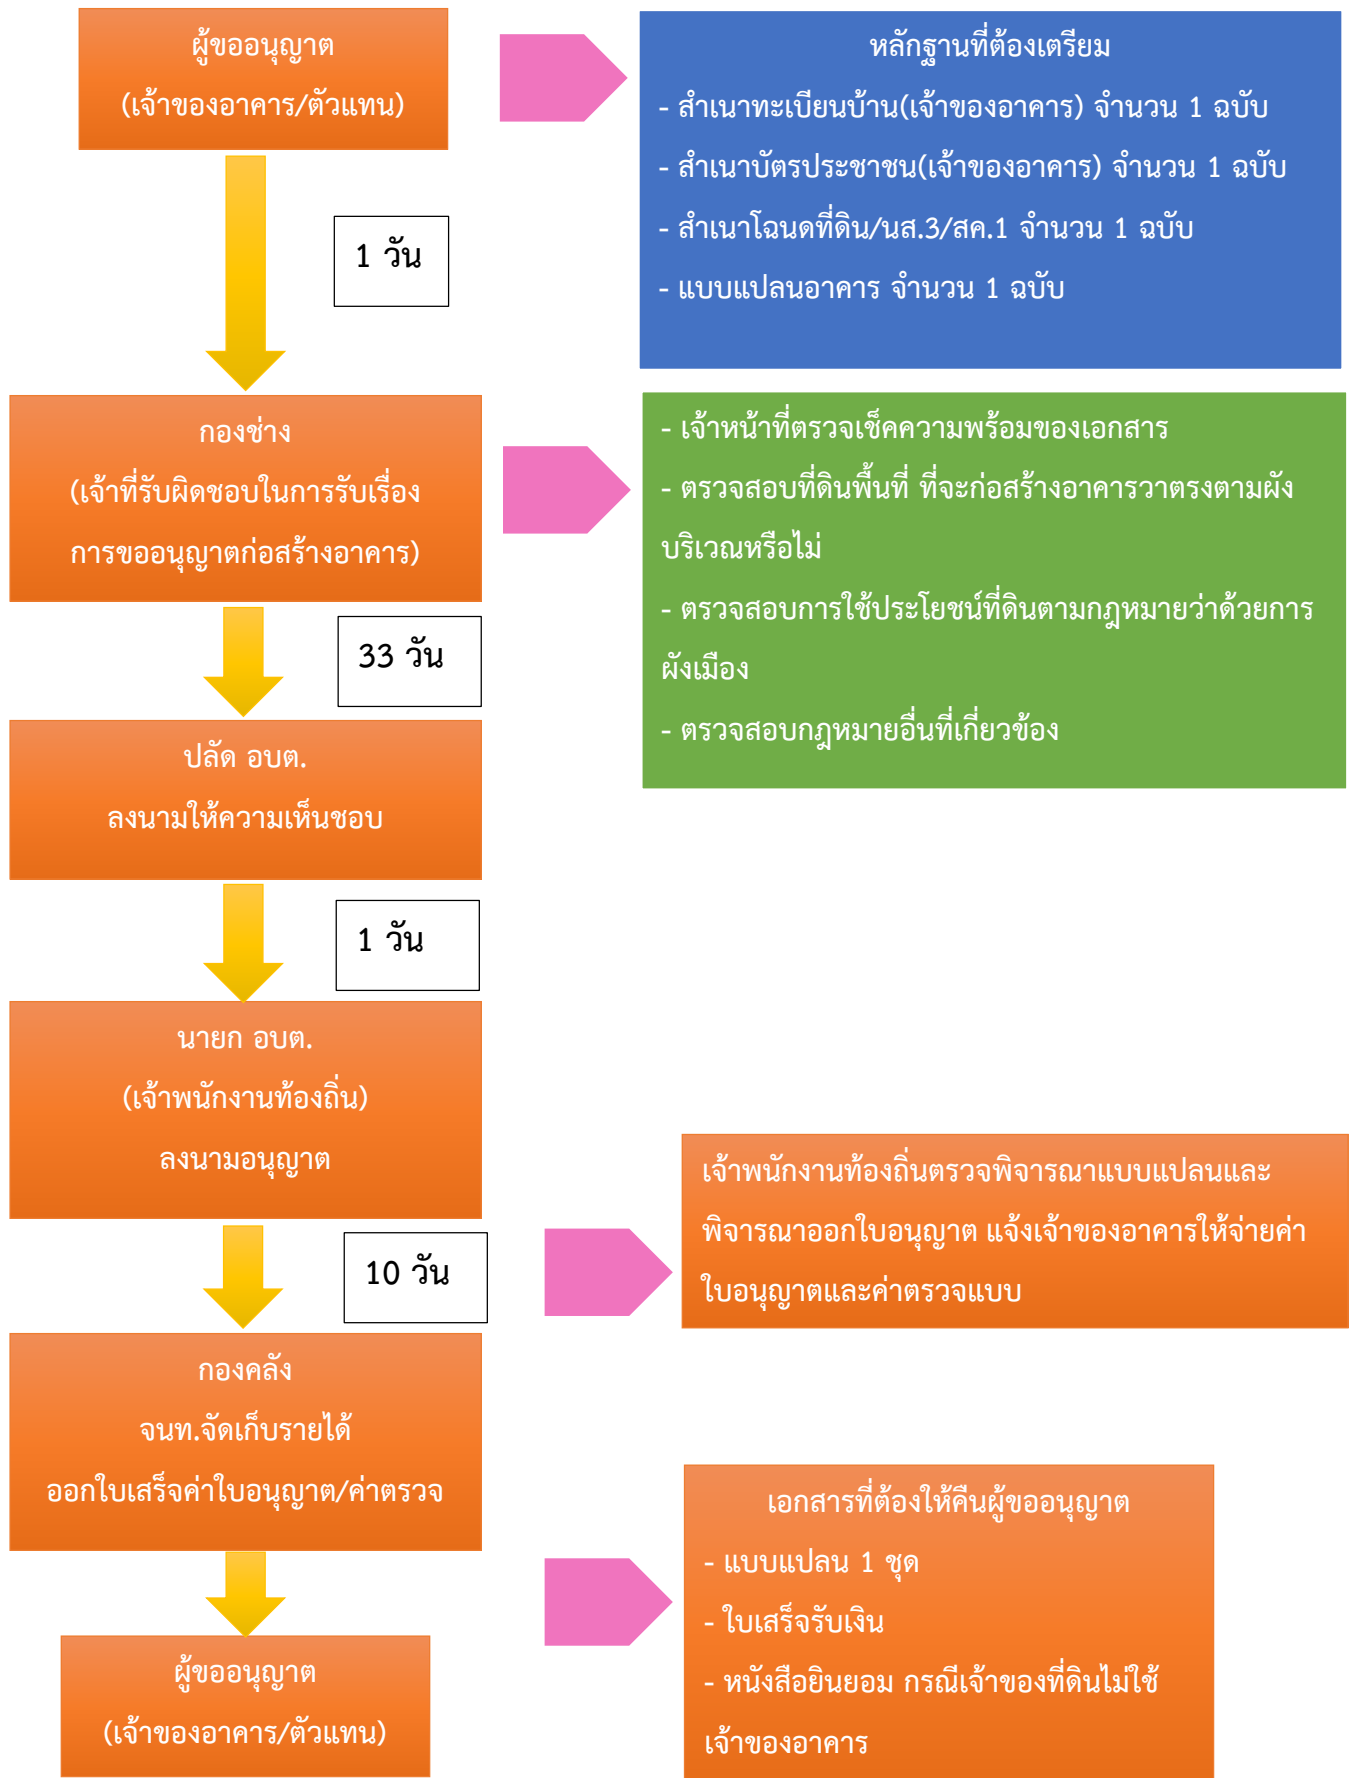 ผู้ขออนุญาต
(เจ้าของอาคาร/ตัวแทน)
หลักฐานที่ต้องเตรียม
- สำเนาทะเบียนบ้าน(เจ้าของอาคาร) จำนวน 1 ฉบับ
- สำเนาบัตรประชาชน(เจ้าของอาคาร) จำนวน 1 ฉบับ
- สำเนาโฉนดที่ดิน/นส.3/สค.1 จำนวน 1 ฉบับ
- แบบแปลนอาคาร จำนวน 1 ฉบับ
1 วัน
กองช่าง
(เจ้าที่รับผิดชอบในการรับเรื่อง
การขออนุญาตก่อสร้างอาคาร)
- เจ้าหน้าที่ตรวจเช็คความพร้อมของเอกสาร
- ตรวจสอบที่ดินพื้นที่ ที่จะก่อสร้างอาคารวาตรงตามผัง
บริเวณหรือไม่
- ตรวจสอบการใช้ประโยชน์ที่ดินตามกฎหมายว่าด้วยการ
ผังเมือง
- ตรวจสอบกฎหมายอื่นที่เกี่ยวข้อง
33 วัน
ปลัด อบต.
ลงนามให้ความเห็นชอบ
1 วัน
นายก อบต.
(เจ้าพนักงานท้องถิ่น)
ลงนามอนุญาต
เจ้าพนักงานท้องถิ่นตรวจพิจารณาแบบแปลนและ
พิจารณาออกใบอนุญาต แจ้งเจ้าของอาคารให้จ่ายค่า
ใบอนุญาตและค่าตรวจแบบ
10 วัน
กองคลัง
จนท.จัดเก็บรายได้
ออกใบเสร็จค่าใบอนุญาต/ค่าตรวจ
เอกสารที่ต้องให้คืนผู้ขออนุญาต
- แบบแปลน 1 ชุด
- ใบเสร็จรับเงิน
- หนังสือยินยอม กรณีเจ้าของที่ดินไม่ใช้
เจ้าของอาคาร
ผู้ขออนุญาต
(เจ้าของอาคาร/ตัวแทน)